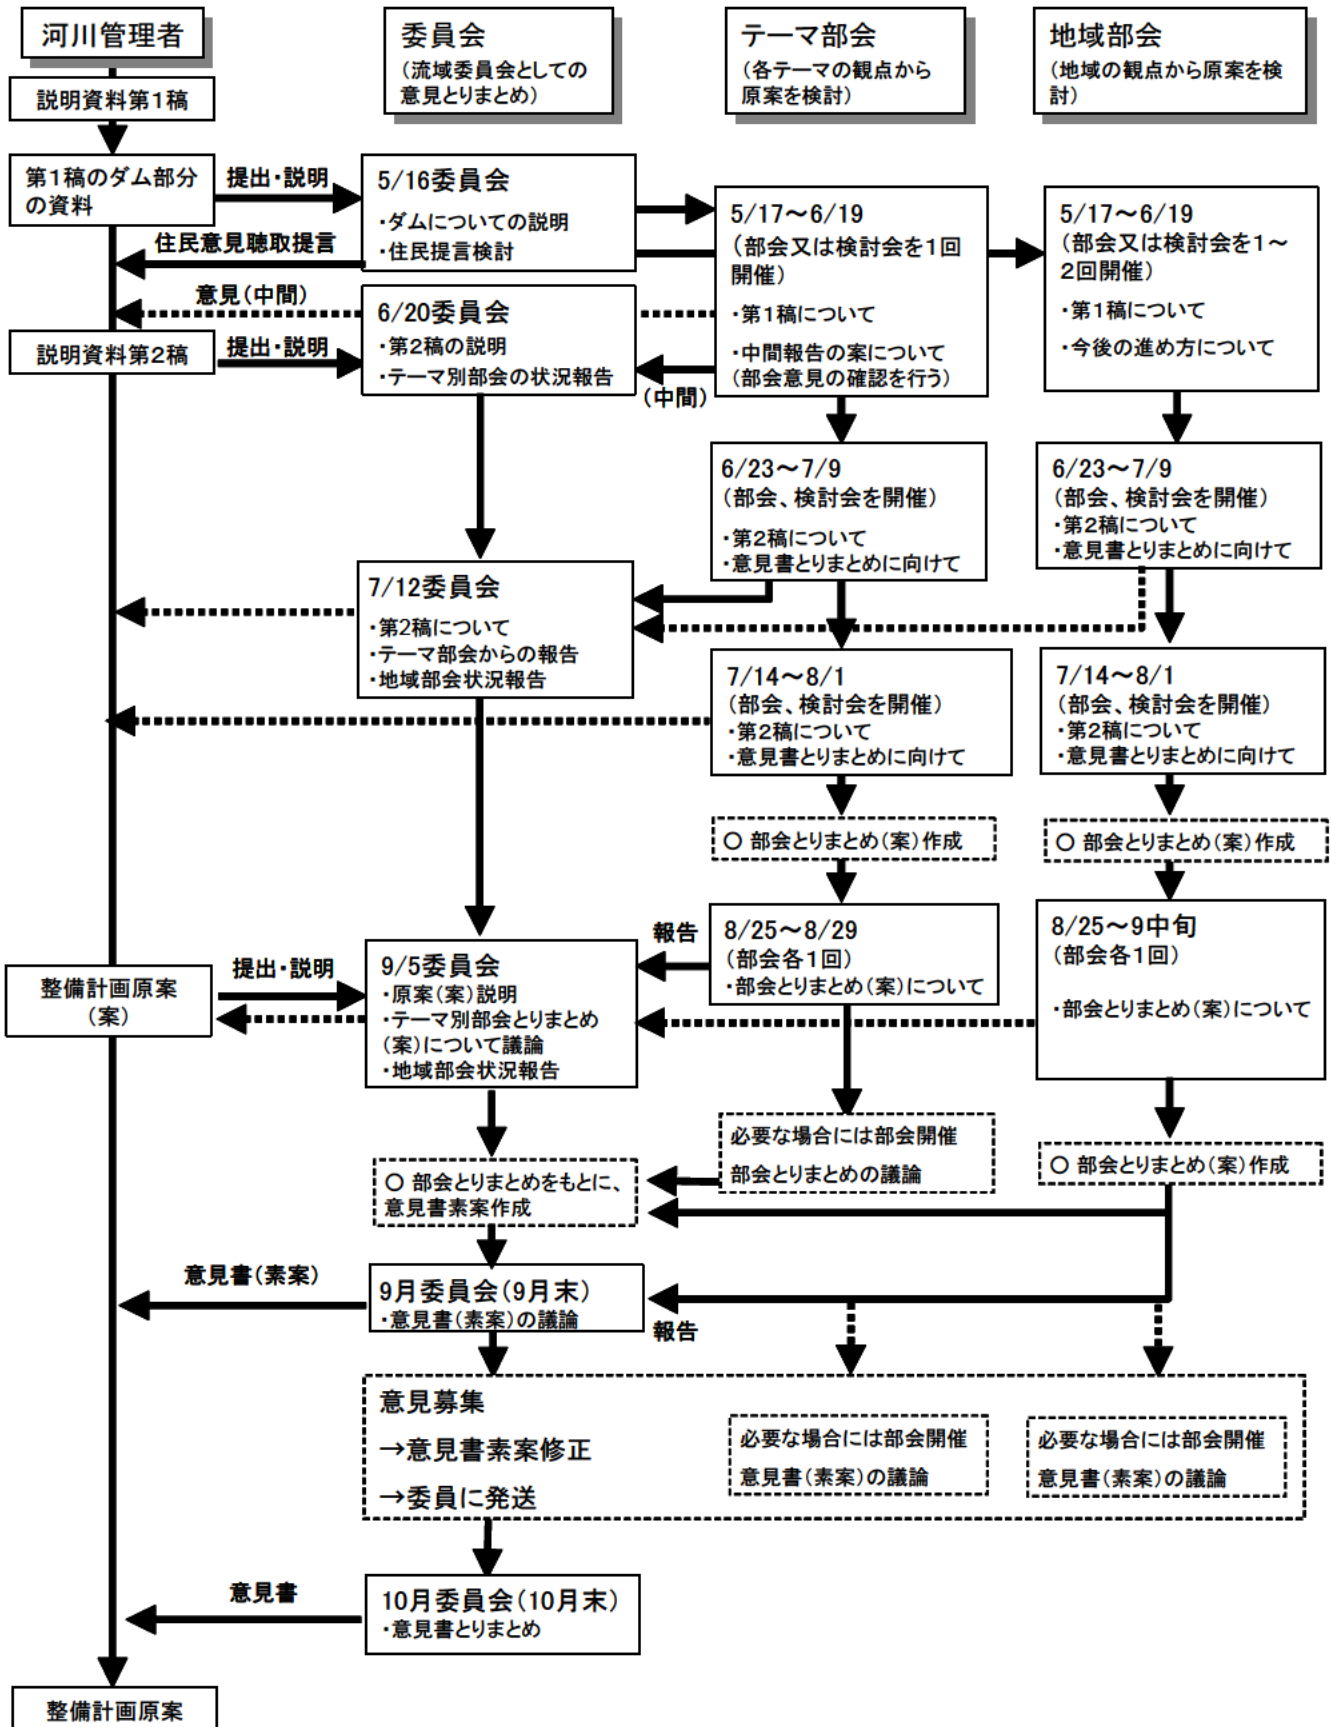 河川管理者
委員会
(流域委員会としての
意見とりまとめ)
テーマ部会
(各テーマの観点から
原案を検討)
地域部会
(地域の観点から原案を検
討)
説明資料第1稿
第1稿のダム部分
の資料
提出・説明
5/16委員会
・ダムについての説明
・住民提言検討
住民意見聴取提言
5/17～6/19
(部会又は検討会を1回
開催)
・第1稿について
・中間報告の案について
(部会意見の確認を行う)
5/17～6/19
(部会又は検討会を1～
2回開催)
・第1稿について
・今後の進め方について
意見(中間)
説明資料第2稿
提出・説明
6/20委員会
・第2稿の説明
・テーマ別部会の状況報告
(中間)
6/23～7/9
(部会、検討会を開催)
・第2稿について
・意見書とりまとめに向けて
6/23～7/9
(部会、検討会を開催)
・第2稿について
・意見書とりまとめに向けて
7/12委員会
・第2稿について
・テーマ部会からの報告
・地域部会状況報告
7/14～8/1
(部会、検討会を開催)
・第2稿について
・意見書とりまとめに向けて
7/14～8/1
(部会、検討会を開催)
・第2稿について
・意見書とりまとめに向けて
○ 部会とりまとめ(案)作成
○ 部会とりまとめ(案)作成
整備計画原案
(案)
提出・説明
9/5委員会
・原案(案)説明
・テーマ別部会とりまとめ
(案)について議論
・地域部会状況報告
報告
8/25～8/29
(部会各1回)
・部会とりまとめ(案)について
8/25～9中旬
(部会各1回)
・部会とりまとめ(案)について
必要な場合には部会開催
部会とりまとめの議論
○ 部会とりまとめ(案)作成
○ 部会とりまとめをもとに、
意見書素案作成
意見書(素案)
9月委員会(9月末)
・意見書(素案)の議論
報告
意見募集
→意見書素案修正
→委員に発送
必要な場合には部会開催
意見書(素案)の議論
必要な場合には部会開催
意見書(素案)の議論
意見書
10月委員会(10月末)
・意見書とりまとめ
整備計画原案